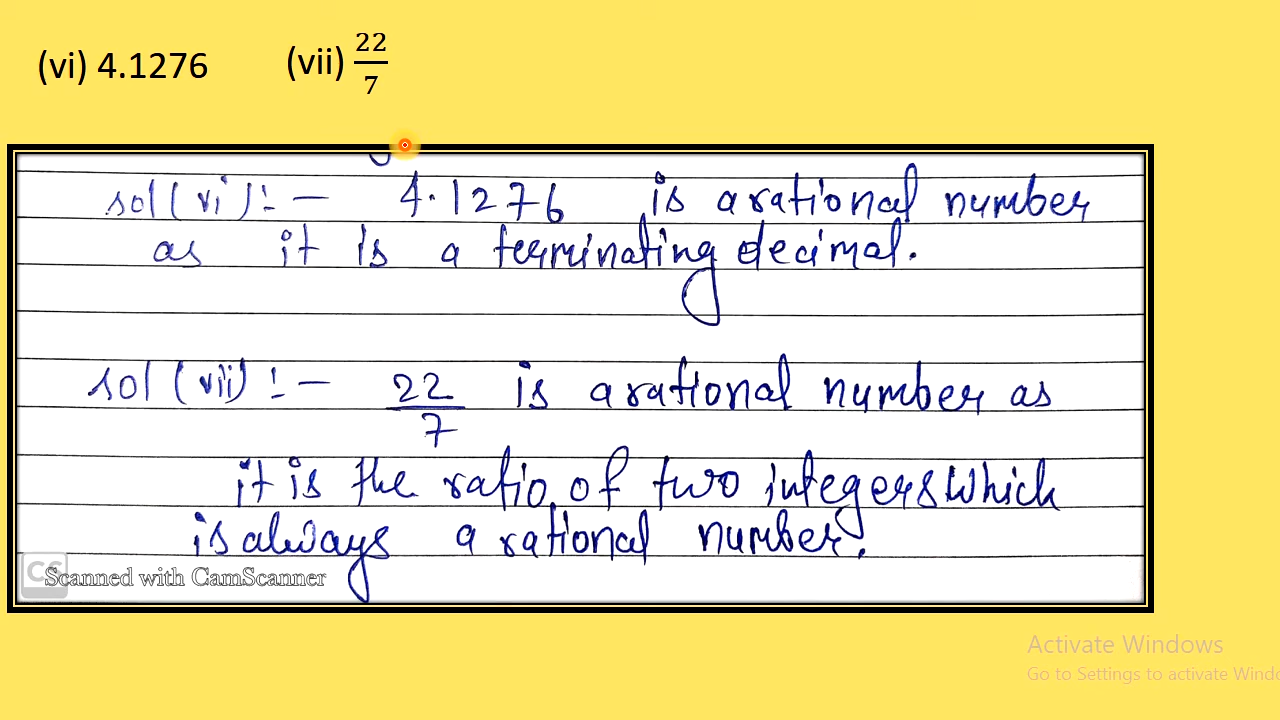 (vi) 4.1276 (vii) 22/7
sol(vi):- 4.1276 is a rational number
as it is a terminating decimal.
sol(vii):- 22/7 is a rational number as
it is the ratio of two integers which
is always a rational number.
CS Scanned with CamScanner
Activate Windows
Go to Settings to activate Windo